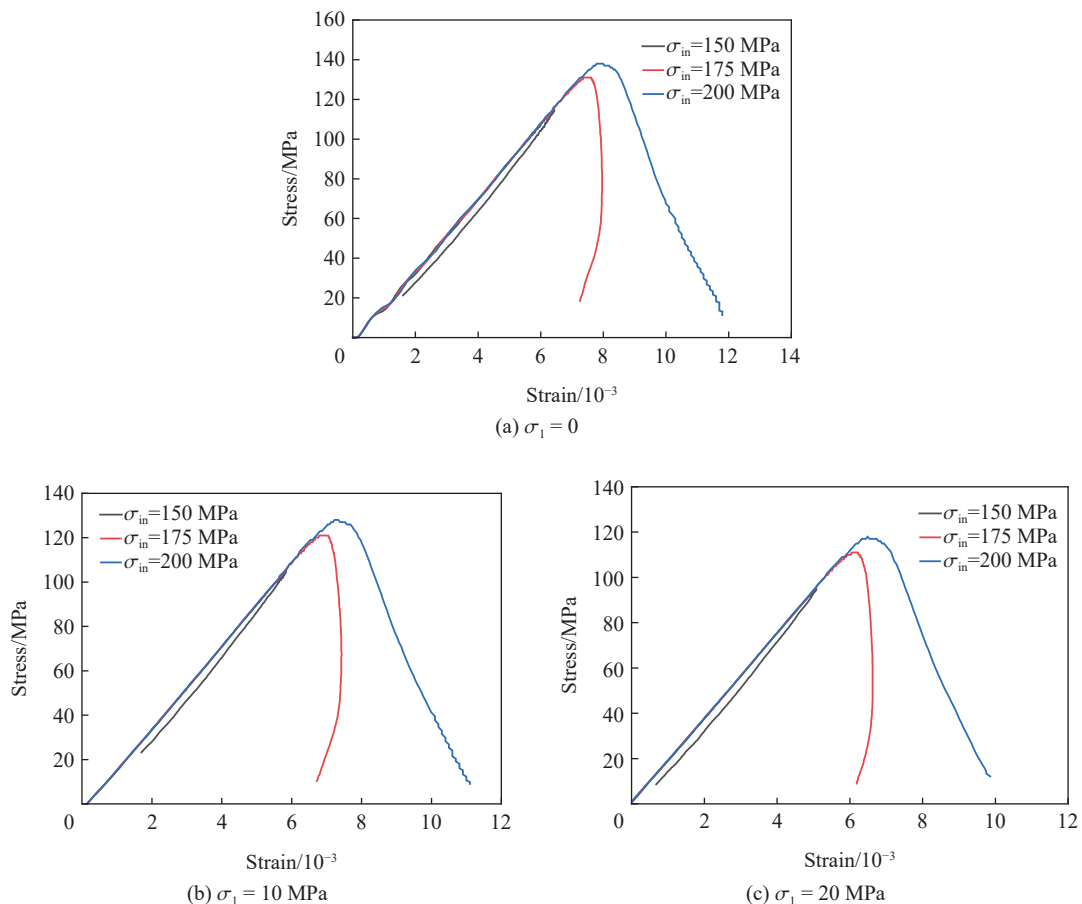 160
140
120
100
80
60
40
20
0
2
4
6
8
10
12
14
Stress/MPa
Strain/10⁻³
σin=150 MPa
σin=175 MPa
σin=200 MPa
(a) σ1 = 0
140
120
100
80
60
40
20
0
2
4
6
8
10
12
Stress/MPa
Strain/10⁻³
σin=150 MPa
σin=175 MPa
σin=200 MPa
(b) σ1 = 10 MPa
140
120
100
80
60
40
20
0
2
4
6
8
10
12
Stress/MPa
Strain/10⁻³
σin=150 MPa
σin=175 MPa
σin=200 MPa
(c) σ1 = 20 MPa